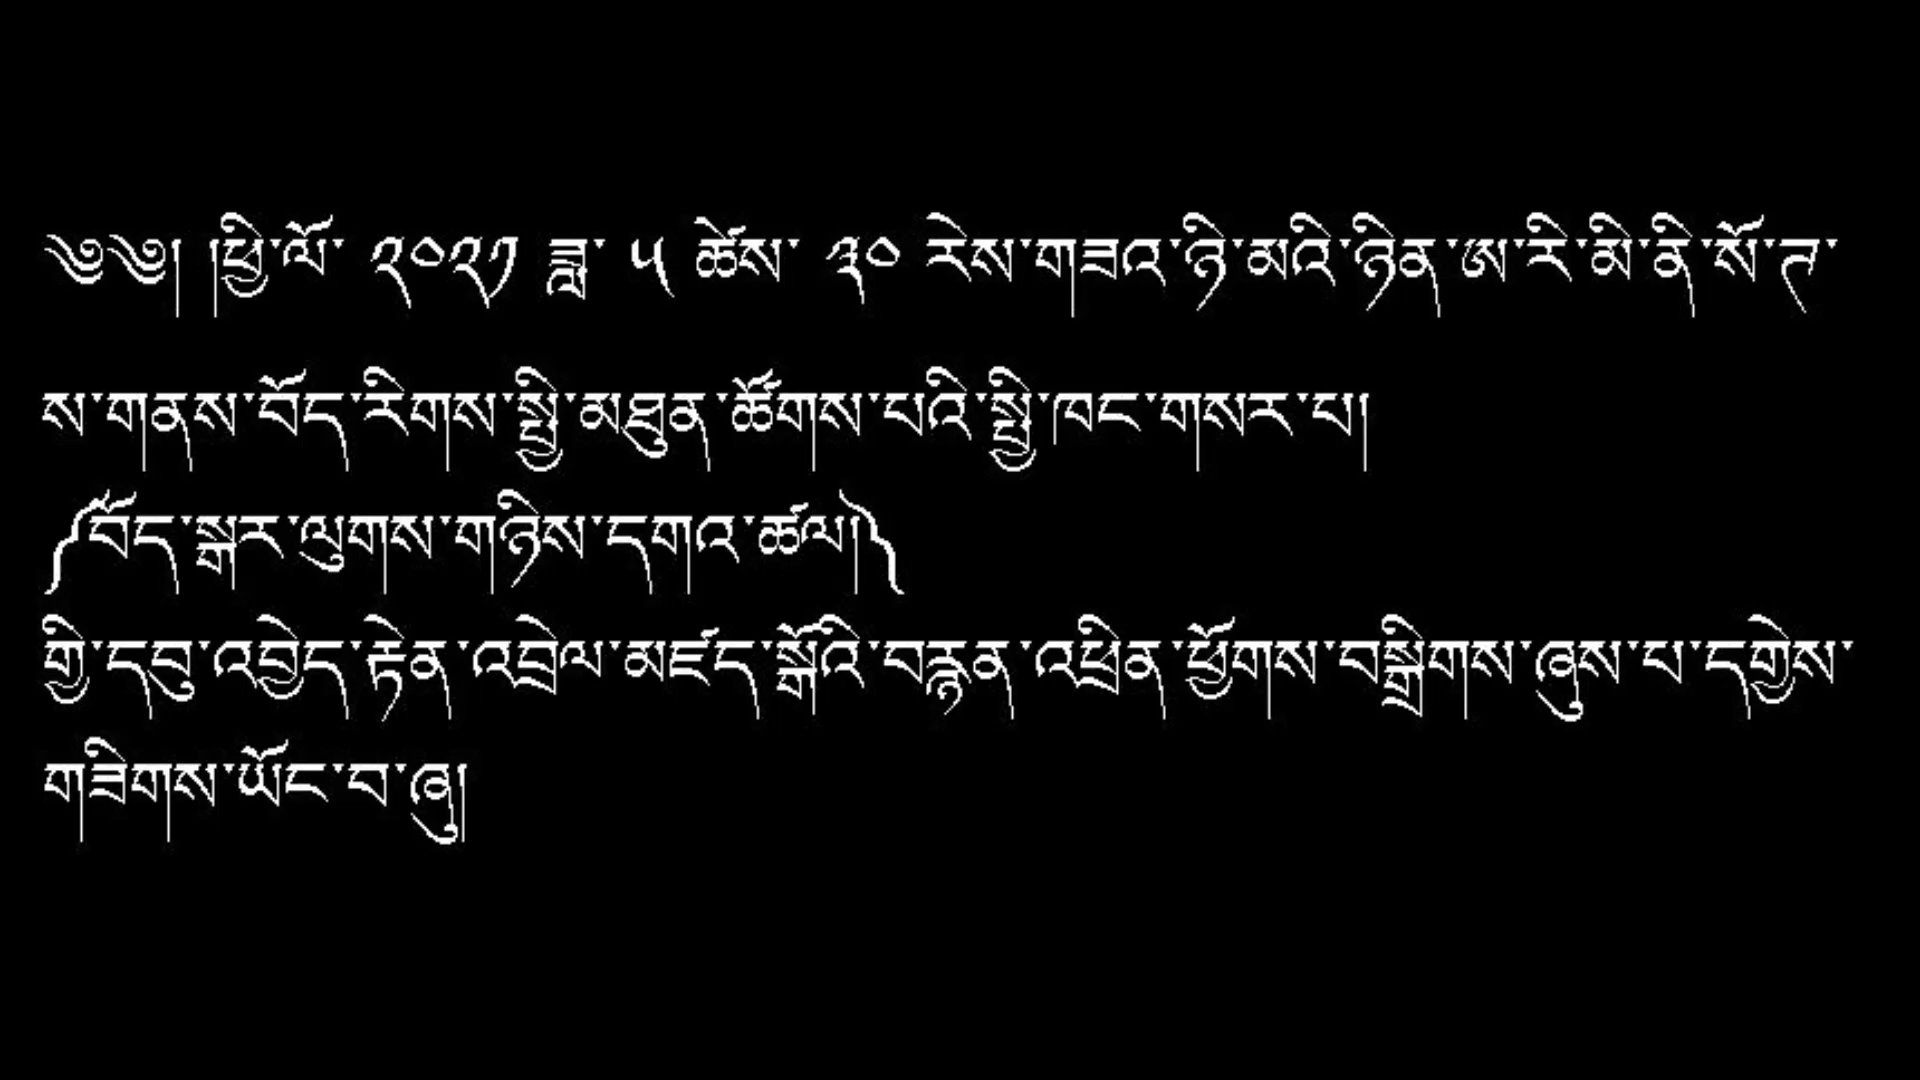 ༄༅། །ཕྱི་ལོ་ ༢༠༢༡ ཟླ་ ༥ ཚེས་ ༣༠ རེས་གཟའ་ཉི་མའི་ཉིན་ཨ་རི་མི་ནི་སོ་ཊ་
ས་གནས་བོད་རིགས་སྤྱི་མཐུན་ཚོགས་པའི་སྤྱི་ཁང་གསར་པ།
༼བོད་སྒར་ལུགས་གཉིས་དགའ་ཚལ།༽
གྱི་དབུ་འབྱེད་རྟེན་འབྲེལ་མཛད་སྒོའི་བརྙན་འཕྲིན་ཕྱོགས་བསྒྲིགས་ཞུས་པ་དགྱེས་
གཟིགས་ཡོང་བ་ཞུ།